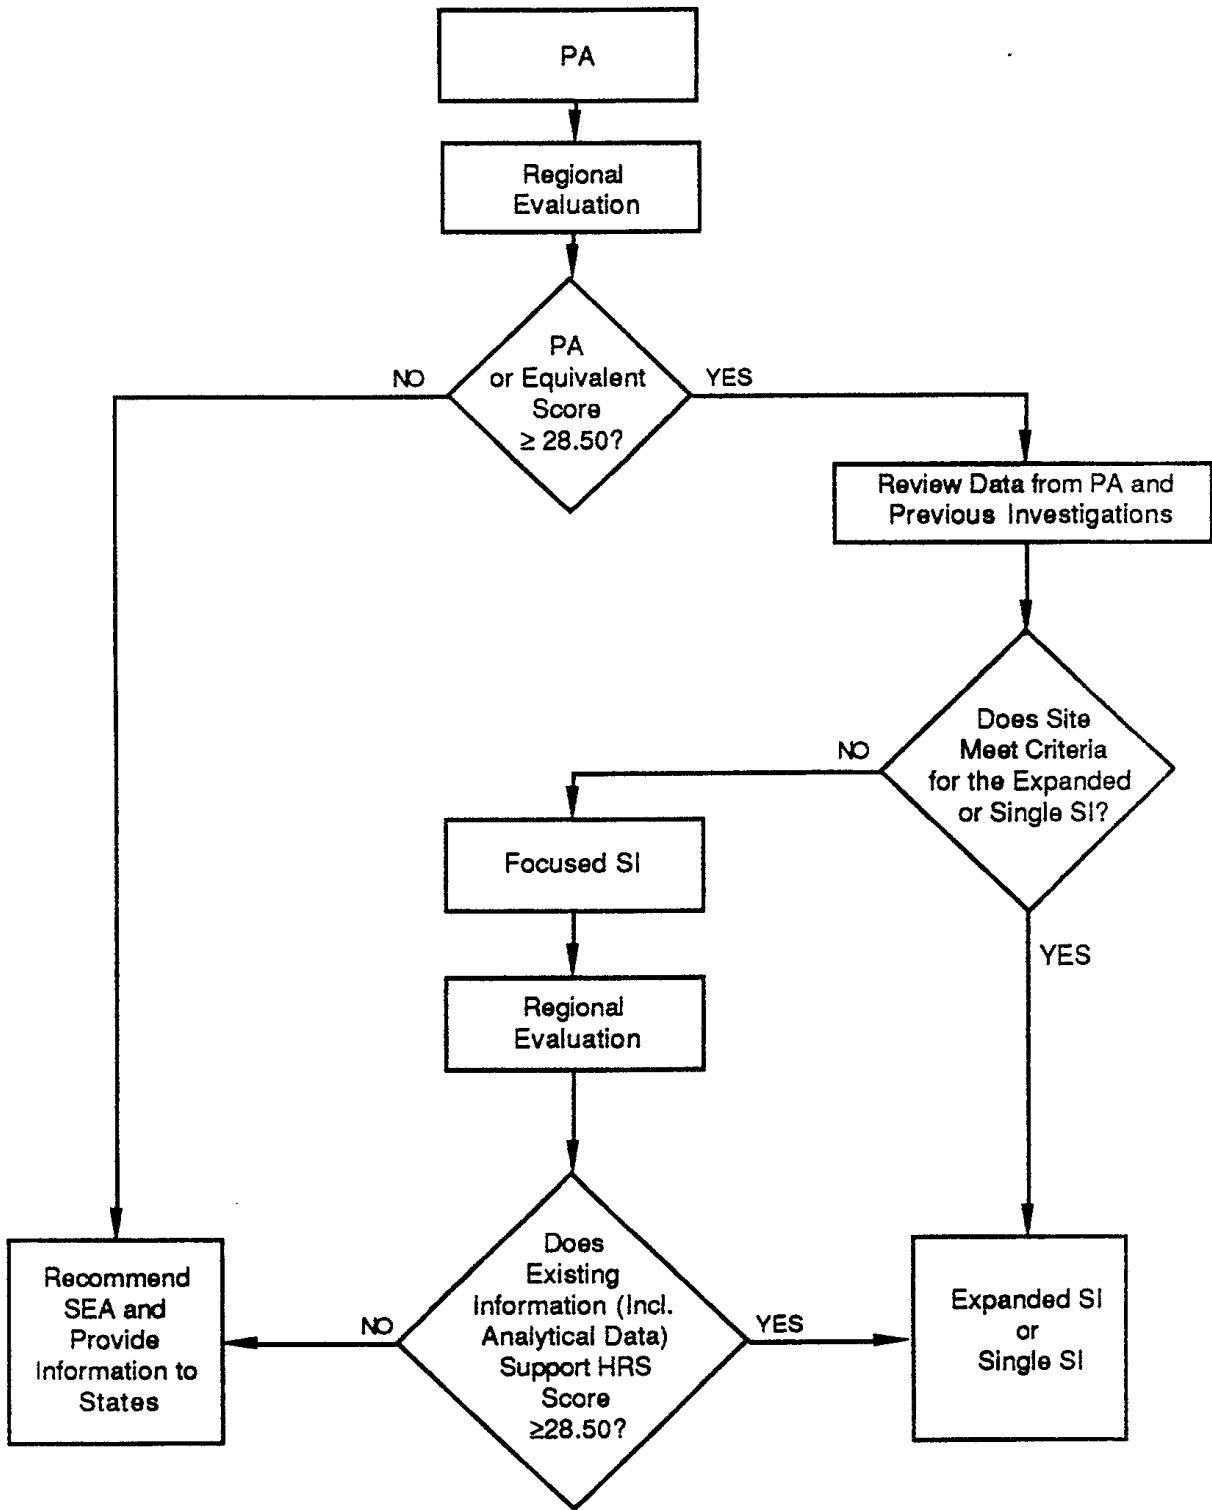 PA
Regional
Evaluation
PA
or Equivalent
Score
≥ 28.50?
NO
YES
Review Data from PA and
Previous Investigations
Does Site
Meet Criteria
for the Expanded
or Single SI?
NO
YES
Focused SI
Regional
Evaluation
Does
Existing
Information (Incl.
Analytical Data)
Support HRS
Score
≥28.50?
NO
YES
Recommend
SEA and
Provide
Information to
States
Expanded SI
or
Single SI